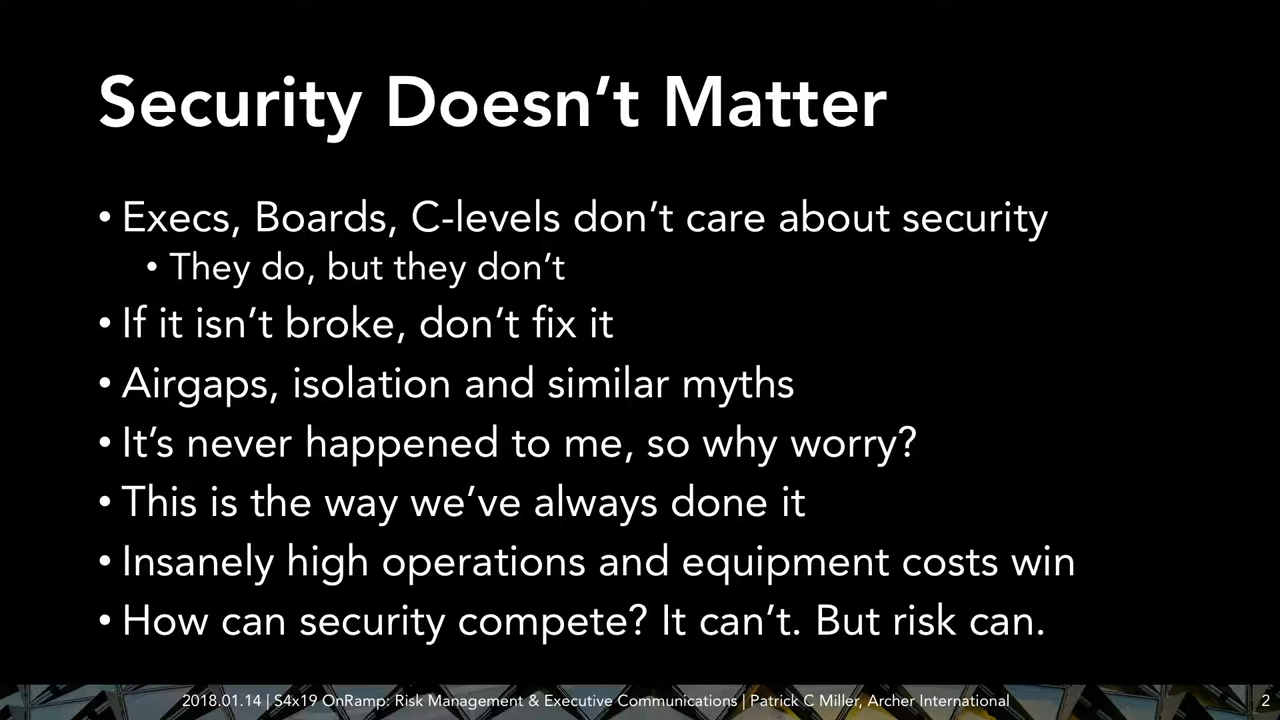 Security Doesn’t Matter
• Execs, Boards, C-levels don’t care about security
• They do, but they don’t
• If it isn’t broke, don’t fix it
• Airgaps, isolation and similar myths
• It’s never happened to me, so why worry?
• This is the way we’ve always done it
• Insanely high operations and equipment costs win
• How can security compete? It can’t. But risk can.
2018.01.14 | S4x19 OnRamp: Risk Management & Executive Communications | Patrick C Miller, Archer International
2